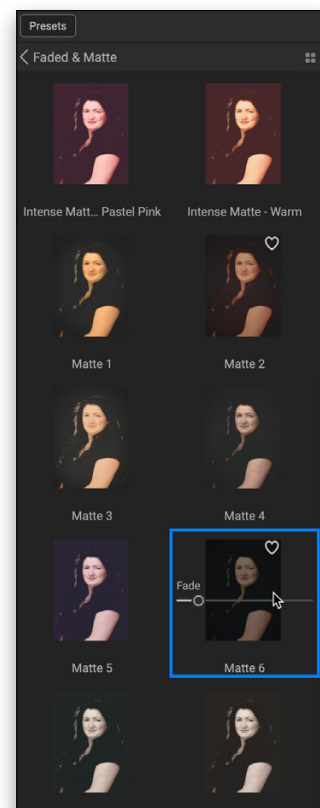 Presets
Faded & Matte
Intense Matt... Pastel Pink
Intense Matte - Warm
Matte 1
Matte 2
Matte 3
Matte 4
Fade
Matte 5
Matte 6